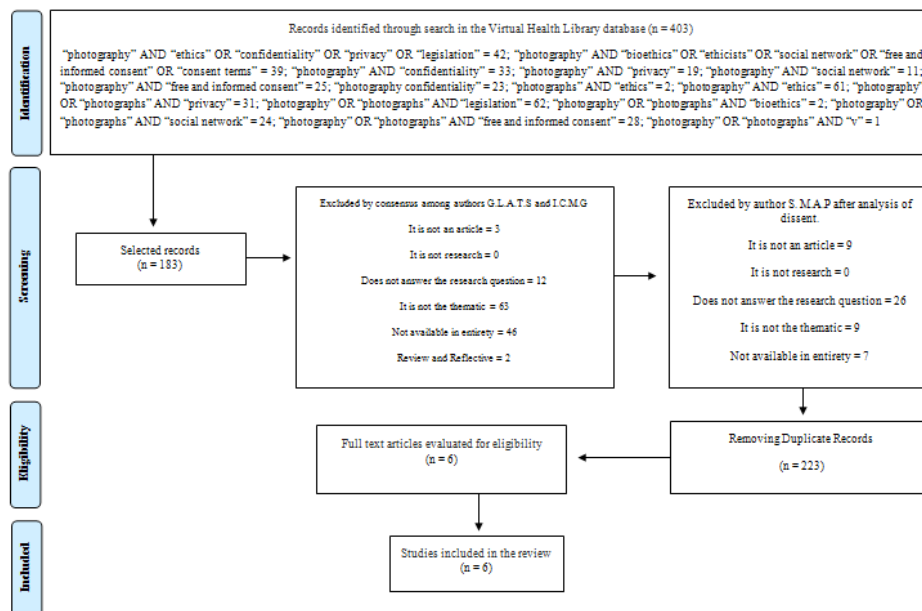 Identification
Records identified through search in the Virtual Health Library database (n = 403)
“photography” AND “ethics” OR “confidentiality” OR “privacy” OR “legislation” = 42; “photography” AND “bioethics” OR “ethicists” OR “social network” OR “free and
informed consent” OR “consent terms” = 39; “photography” AND “confidentiality” = 33; “photography” AND “privacy” = 19; “photography” AND “social network” = 11;
“photography” AND “free and informed consent” = 25; “photography confidentiality” = 23; “photographs” AND “ethics” = 2; “photography” AND “ethics” = 61; “photography”
OR “photographs” AND “privacy” = 31; “photography” OR “photographs” AND “legislation” = 62; “photography” OR “photographs” AND “bioethics” = 2; “photography” OR
“photographs” AND “social network” = 24; “photography” OR “photographs” AND “free and informed consent” = 28; “photography” OR “photographs” AND “v” = 1
Screening
Selected records
(n = 183)
Excluded by consensus among authors G.L.A.T.S and I.C.M.G
It is not an article = 3
It is not research = 0
Does not answer the research question = 12
It is not the thematic = 63
Not available in entirety = 46
Review and Reflective = 2
Excluded by author S.M.A.P after analysis of
dissent.
It is not an article = 9
It is not research = 0
Does not answer the research question = 26
It is not the thematic = 9
Not available in entirety = 7
Eligibility
Full text articles evaluated for eligibility
(n = 6)
Removing Duplicate Records
(n = 223)
Included
Studies included in the review
(n = 6)